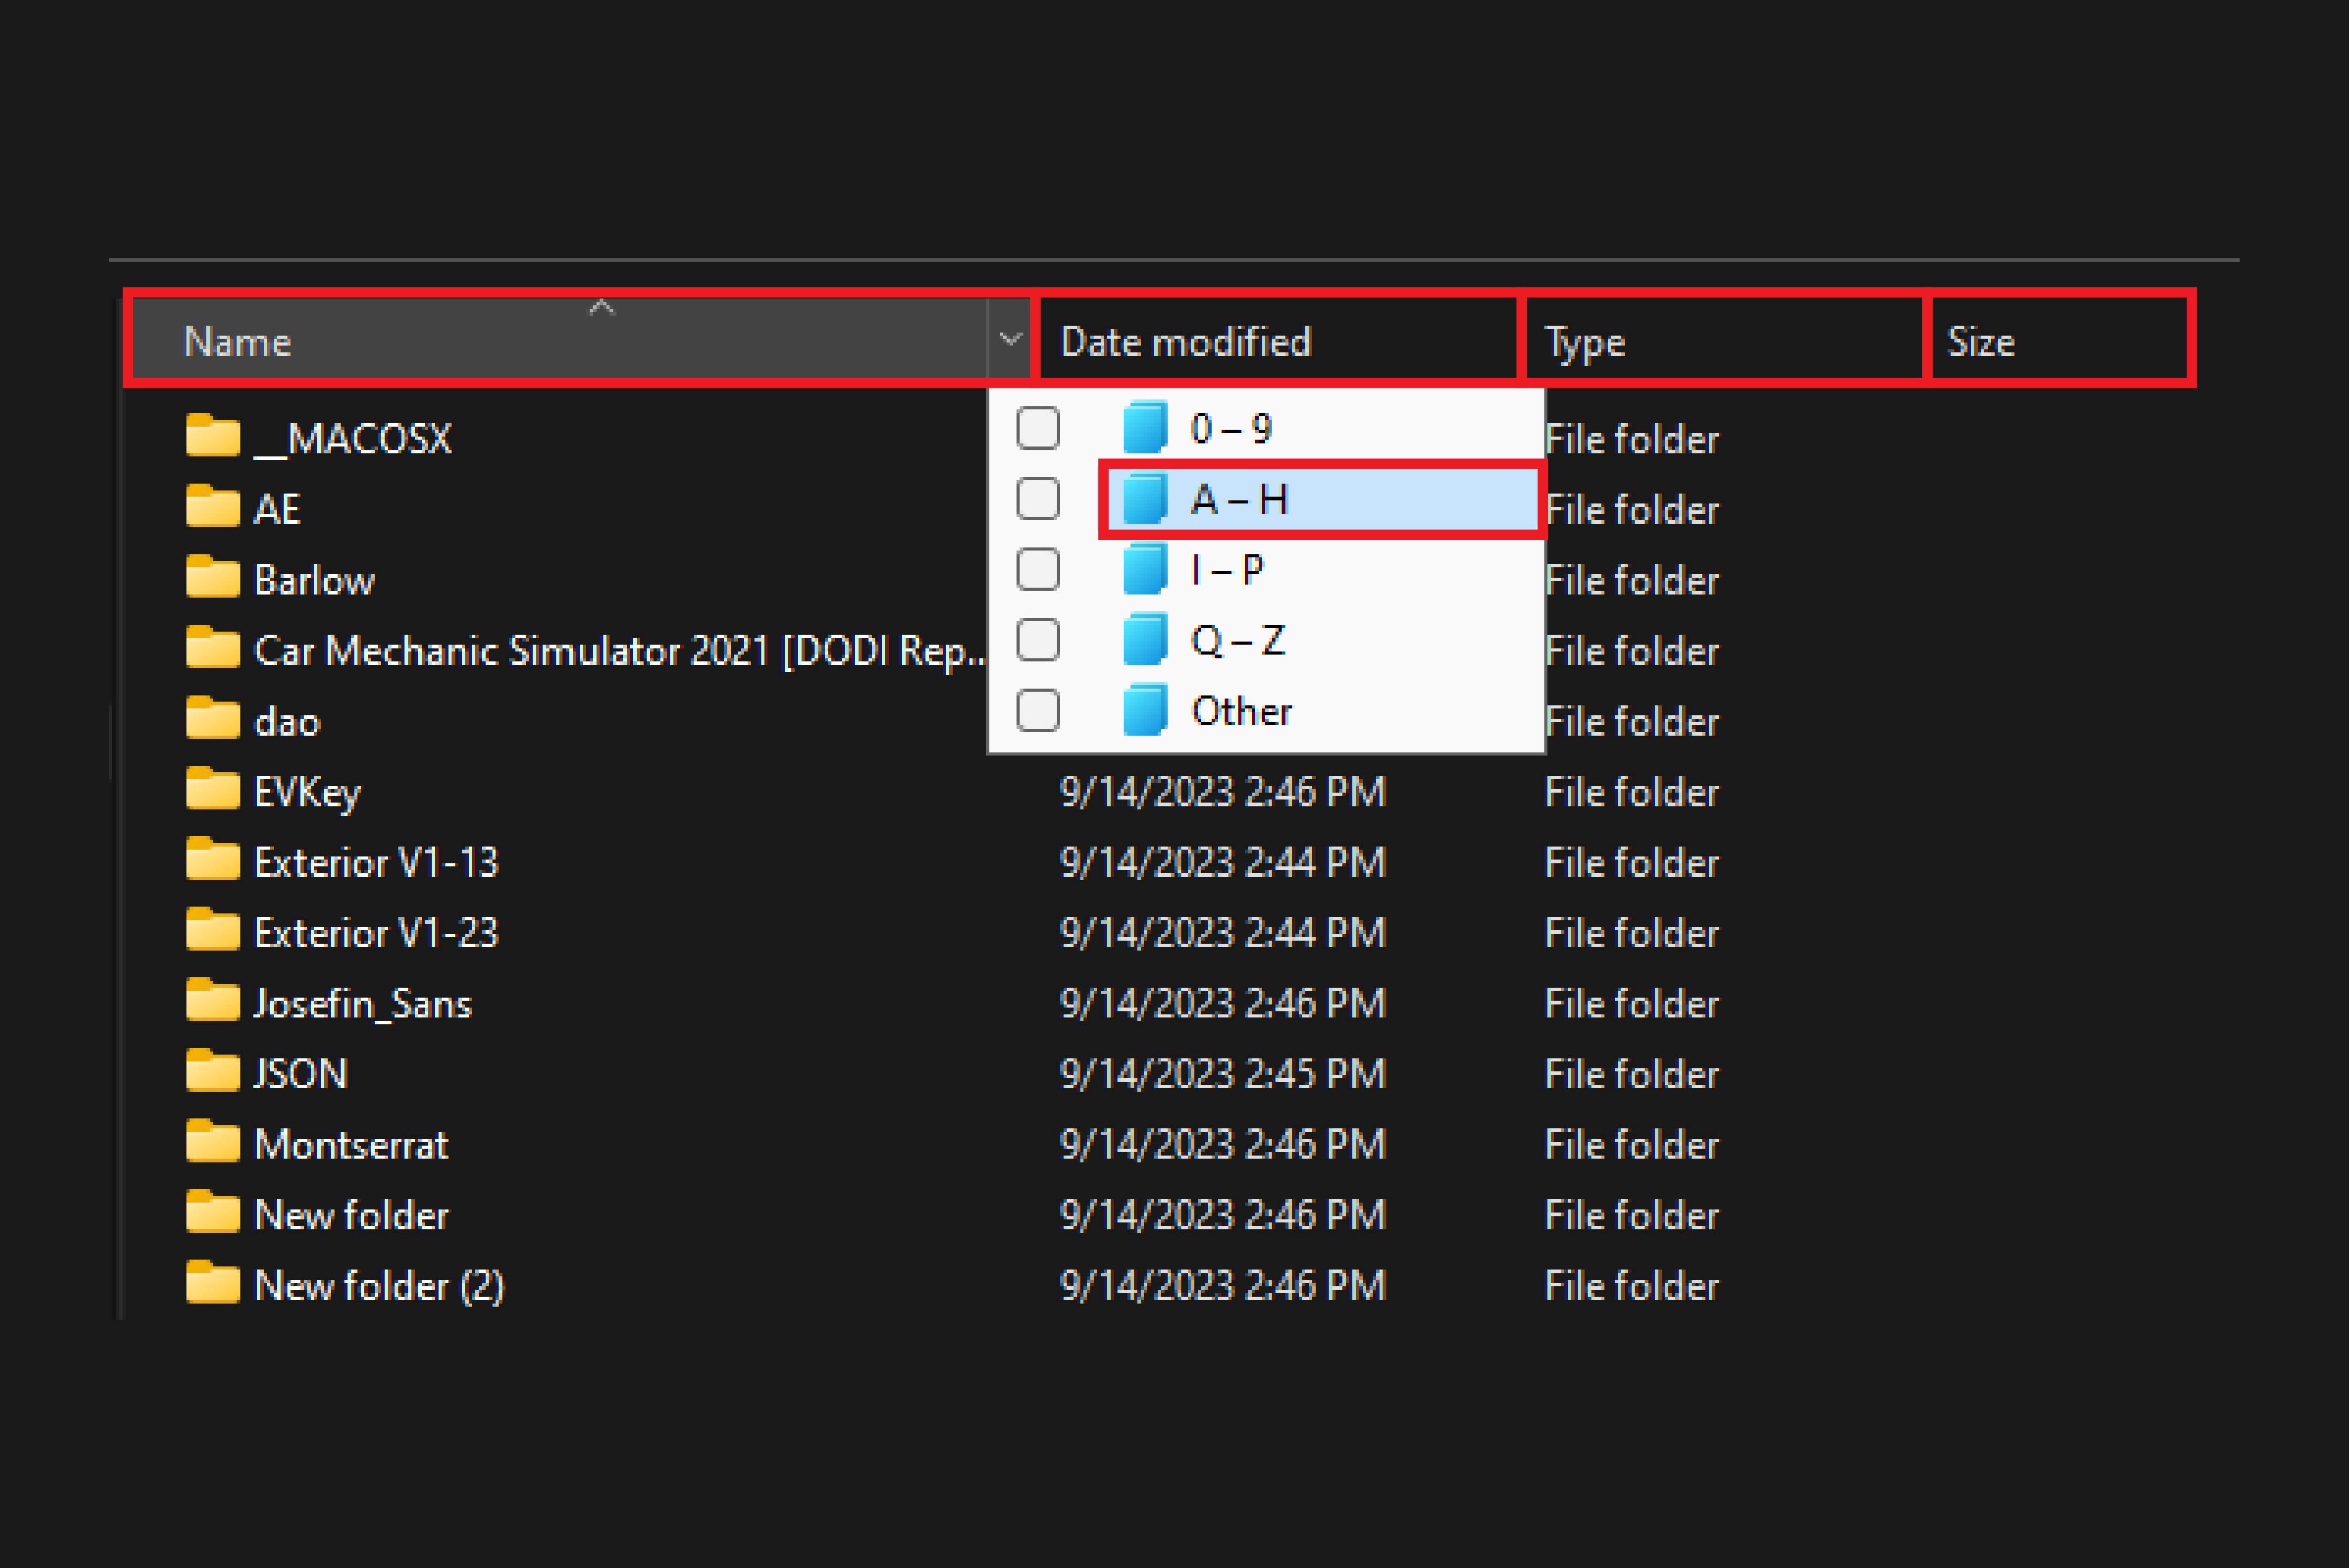 Name Date modified Type Size
__MACOSX 0 – 9 File folder
AE A – H File folder
Barlow I – P File folder
Car Mechanic Simulator 2021 [DODI Rep... Q – Z File folder
dao Other File folder
EVKey 9/14/2023 2:46 PM File folder
Exterior V1-13 9/14/2023 2:44 PM File folder
Exterior V1-23 9/14/2023 2:44 PM File folder
Josefin_Sans 9/14/2023 2:46 PM File folder
JSON 9/14/2023 2:45 PM File folder
Montserrat 9/14/2023 2:46 PM File folder
New folder 9/14/2023 2:46 PM File folder
New folder (2) 9/14/2023 2:46 PM File folder